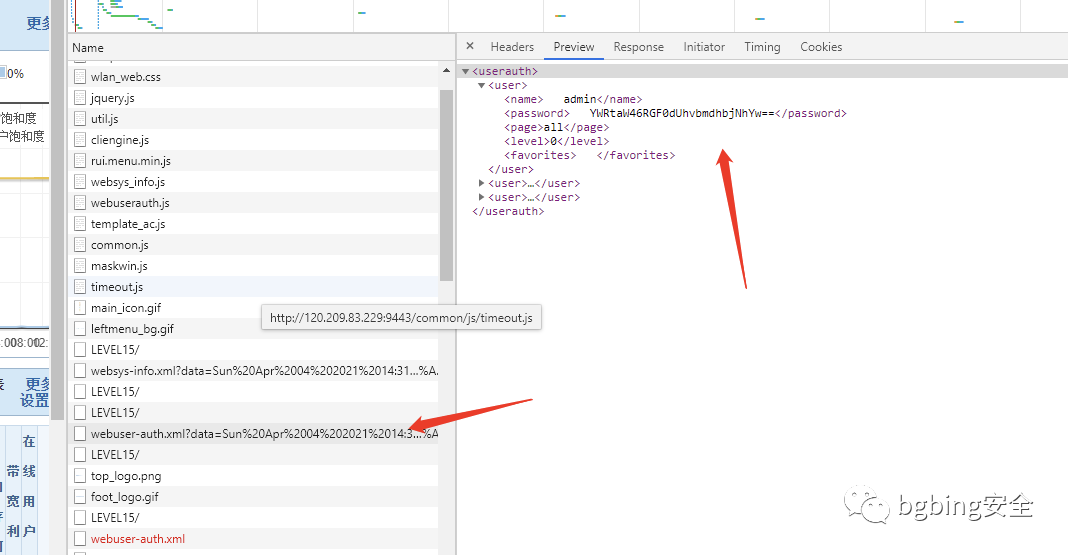 更多
0%
饱和度
户饱和度
更多
设置
在
带 线
宽 用
利 户
Name
wlan_web.css
jquery.js
util.js
cliengine.js
rui.menu.min.js
websys_info.js
webuserauth.js
template_ac.js
common.js
maskwin.js
timeout.js
main_icon.gif
leftmenu_bg.gif
LEVEL15/
websys-info.xml?data=Sun%20Apr%2004%202021%2014:31...%A.
LEVEL15/
LEVEL15/
webuser-auth.xml?data=Sun%20Apr%2004%202021%2014:3...%A
LEVEL15/
top_logo.png
foot_logo.gif
LEVEL15/
webuser-auth.xml
http://120.209.83.229:9443/common/js/timeout.js
× Headers Preview Response Initiator Timing Cookies
<userauth>
<user>
<name> admin</name>
<password> YWRtaW46RGF0dUhvbmdhbjNhYw==</password>
<page>all</page>
<level>0</level>
<favorites> </favorites>
</user>
<user>…</user>
<user>…</user>
</userauth>
bgbing安全